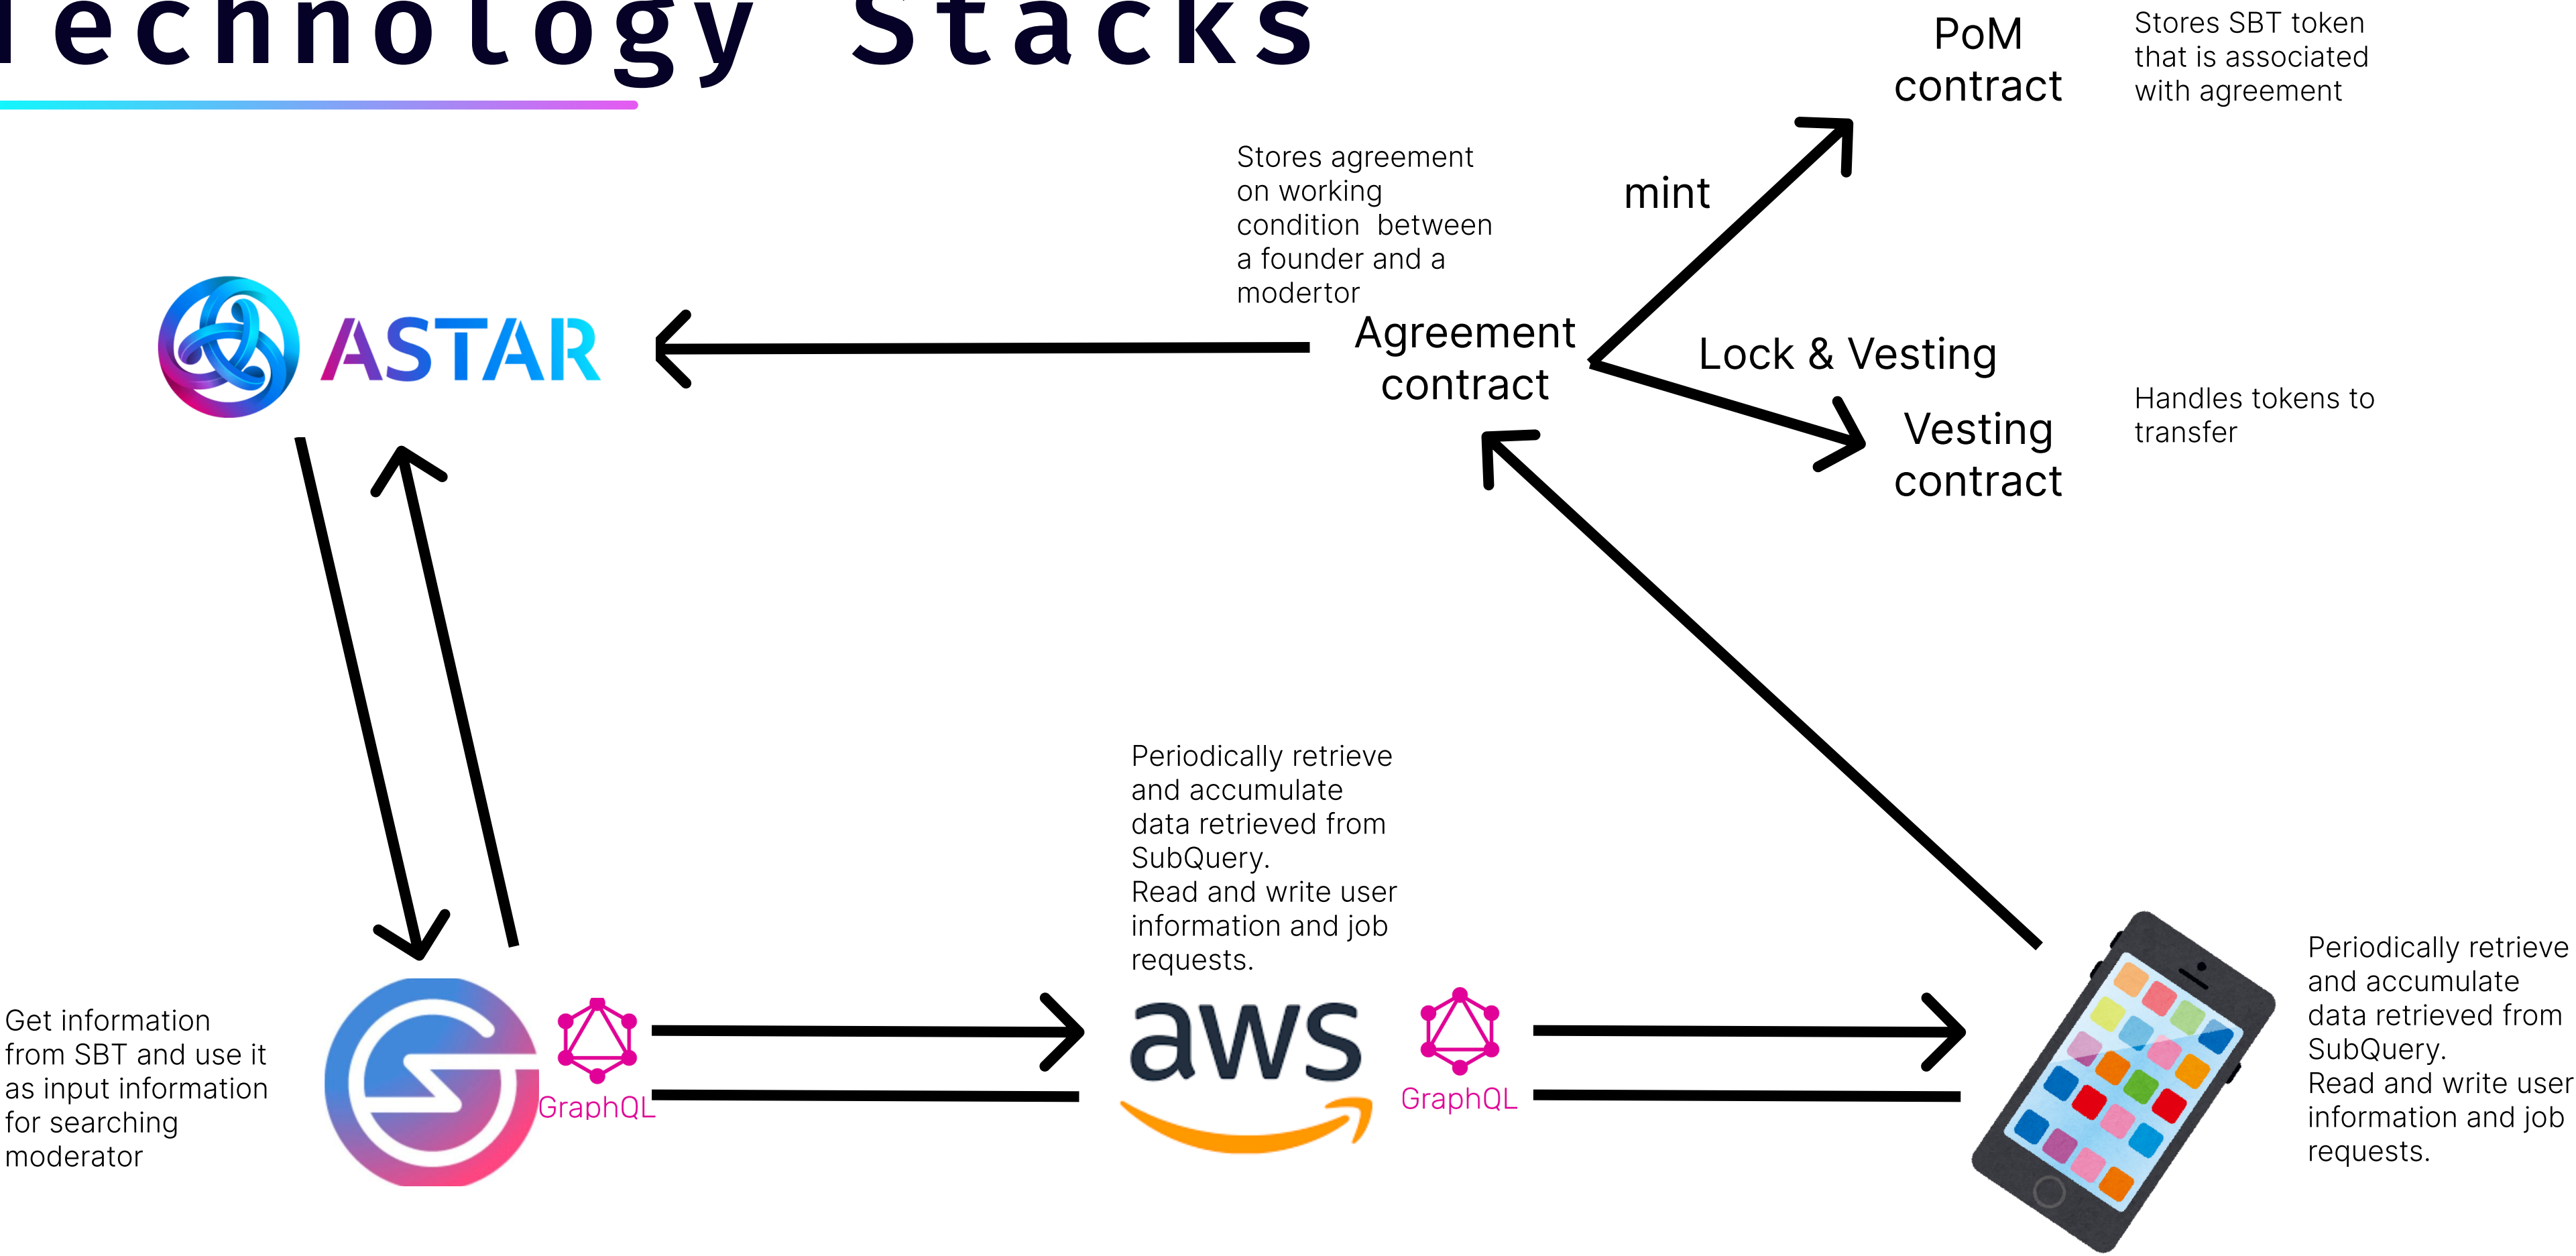 Technology Stacks
PoM
contract
Stores SBT token
that is associated
with agreement
Stores agreement
on working
condition  between
a founder and a
modertor
mint
ASTAR
Agreement
contract
Lock & Vesting
Vesting
contract
Handles tokens to
transfer
Periodically retrieve
and accumulate
data retrieved from
SubQuery.
Read and write user
information and job
requests.
Get information
from SBT and use it
as input information
for searching
moderator
GraphQL
aws
GraphQL
Periodically retrieve
and accumulate
data retrieved from
SubQuery.
Read and write user
information and job
requests.